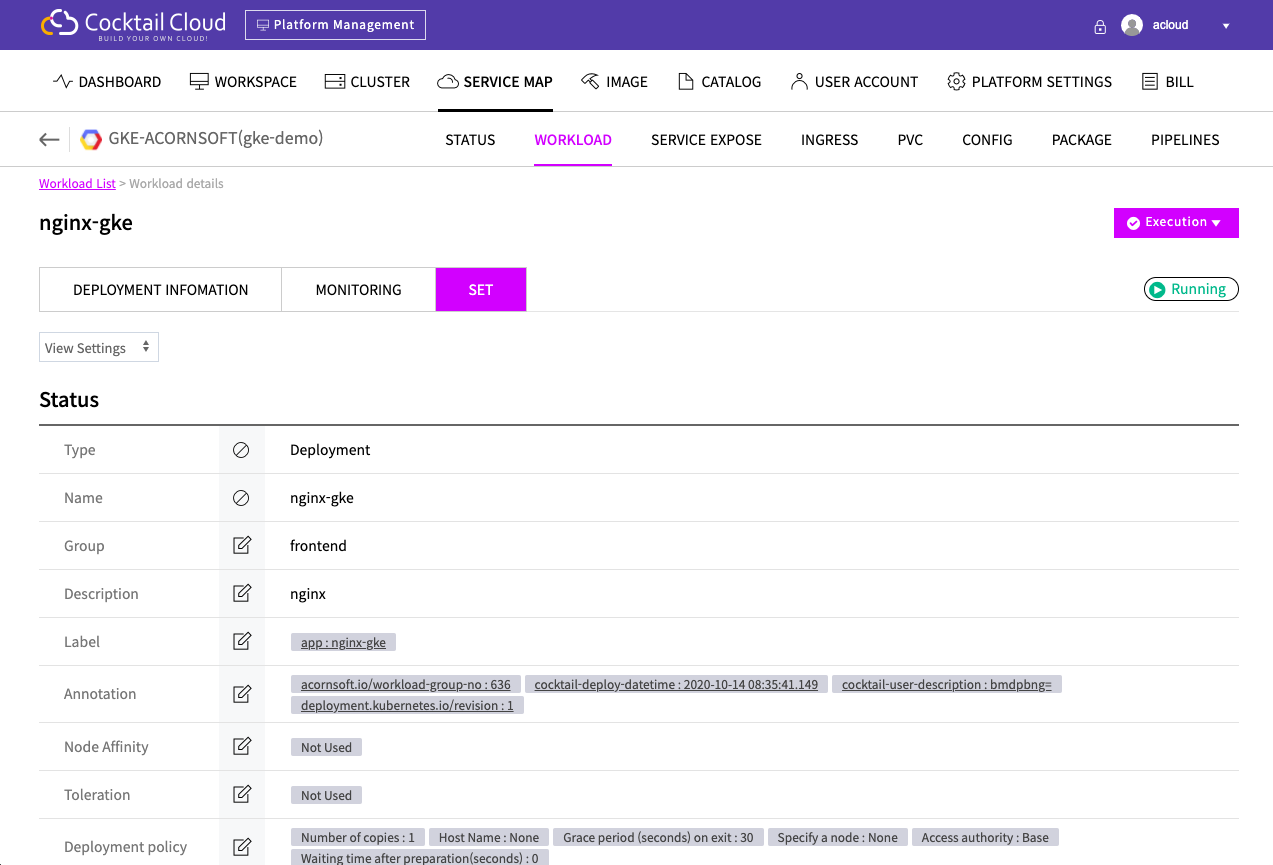 Cocktail Cloud
BUILD YOUR OWN CLOUD!
Platform Management
acloud
DASHBOARD WORKSPACE CLUSTER SERVICE MAP IMAGE CATALOG USER ACCOUNT PLATFORM SETTINGS BILL
GKE-ACORNSOFT(gke-demo) STATUS WORKLOAD SERVICE EXPOSE INGRESS PVC CONFIG PACKAGE PIPELINES
Workload List > Workload details
nginx-gke
Execution
DEPLOYMENT INFOMATION MONITORING SET
Running
View Settings
Status
Type Deployment
Name nginx-gke
Group frontend
Description nginx
Label app : nginx-gke
Annotation acornsoft.io/workload-group-no : 636 cocktail-deploy-datetime : 2020-10-14 08:35:41.149 cocktail-user-description : bmdpbng=
deployment.kubernetes.io/revision : 1
Node Affinity Not Used
Toleration Not Used
Deployment policy Number of copies : 1 Host Name : None Grace period (seconds) on exit : 30 Specify a node : None Access authority : Base
Waiting time after preparation(seconds) : 0